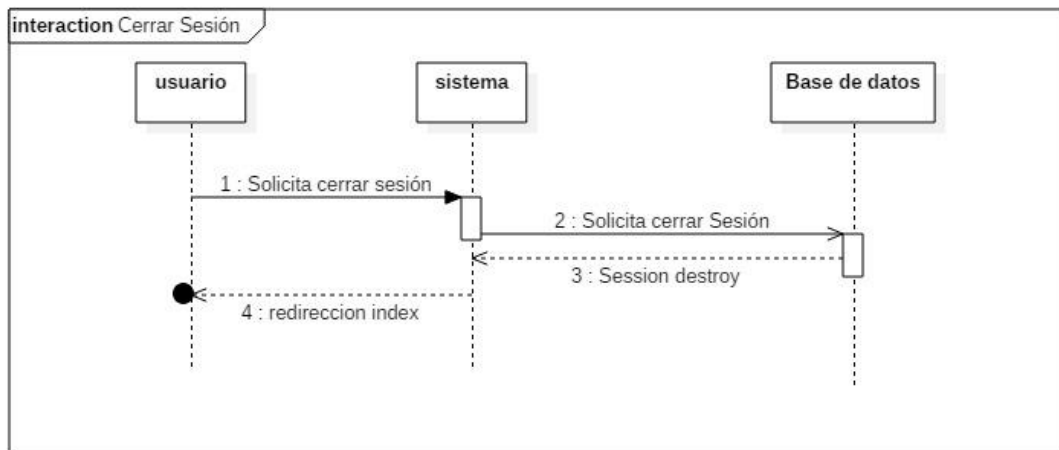 interaction Cerrar Sesión
usuario
sistema
Base de datos
1 : Solicita cerrar sesión
2 : Solicita cerrar Sesión
3 : Session destroy
4 : redireccion index